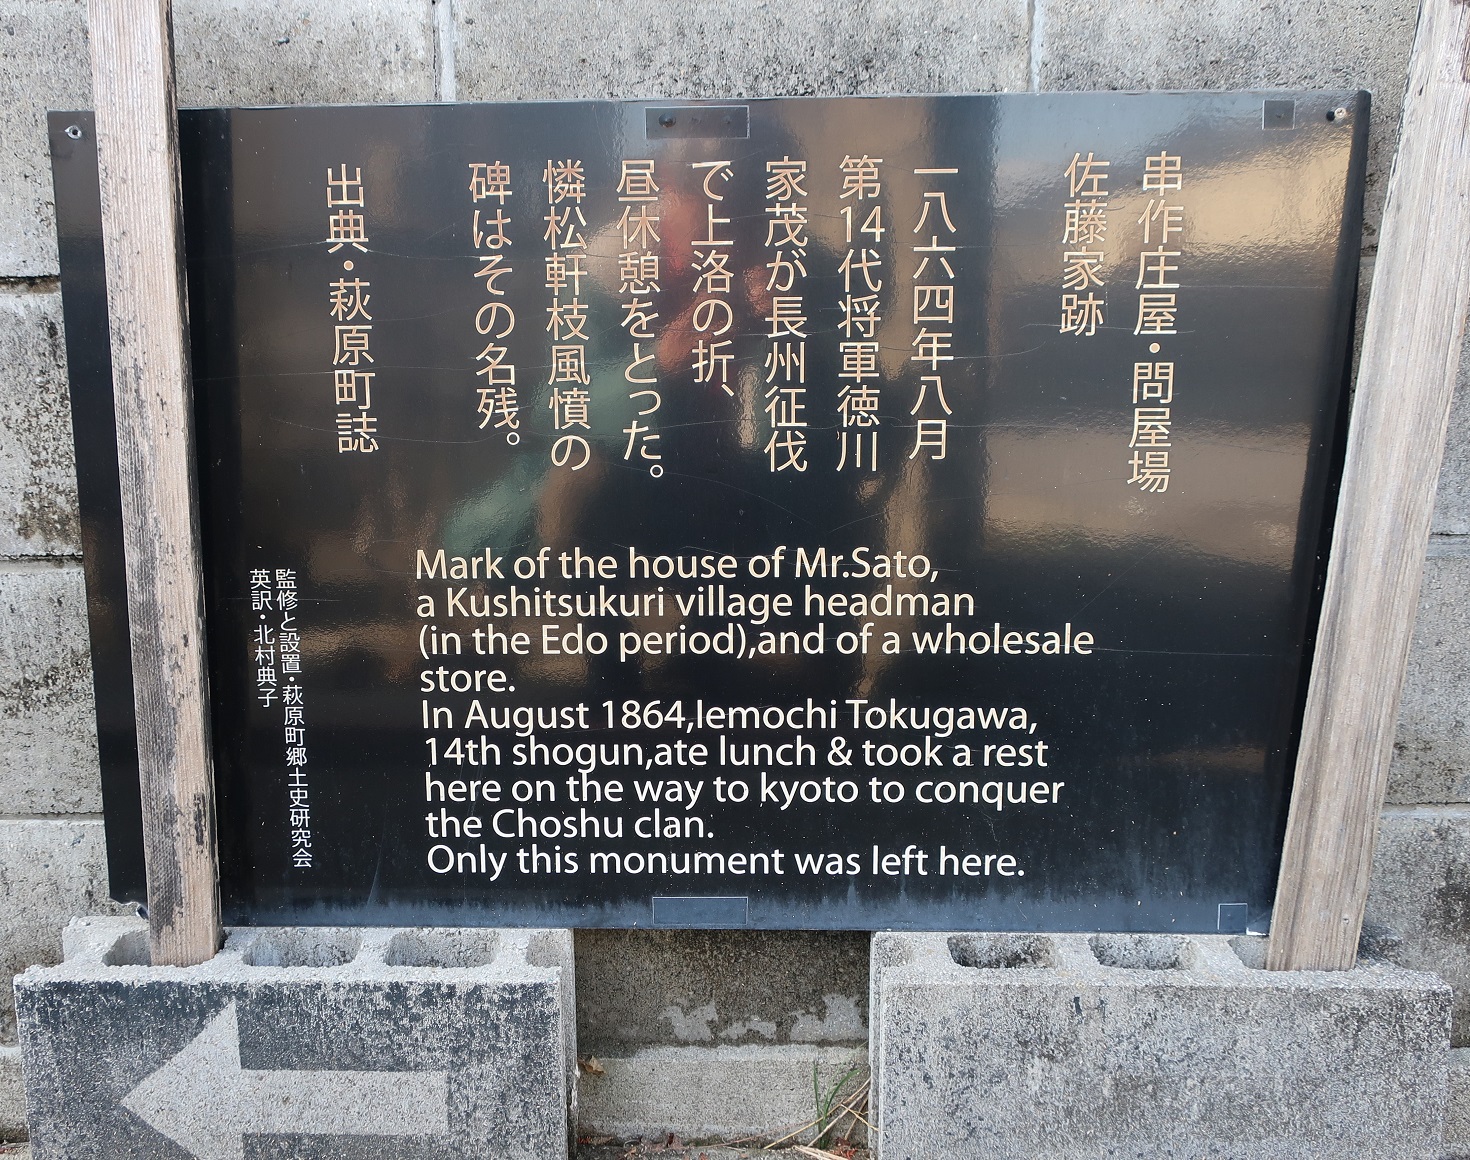 串作庄屋・問屋場
佐藤家跡
一八六四年八月
第14代将軍徳川
家茂が長州征伐
で上洛の折、
昼休憩をとった。
憐松軒枝風憤の
碑はその名残。
出典・萩原町誌
Mark of the house of Mr.Sato,
a Kushitsukuri village headman
(in the Edo period),and of a wholesale
store.
In August 1864,Iemochi Tokugawa,
14th shogun,ate lunch & took a rest
here on the way to kyoto to conquer
the Choshu clan.
Only this monument was left here.
監修と設置・萩原町郷土史研究会
英訳・北村典子